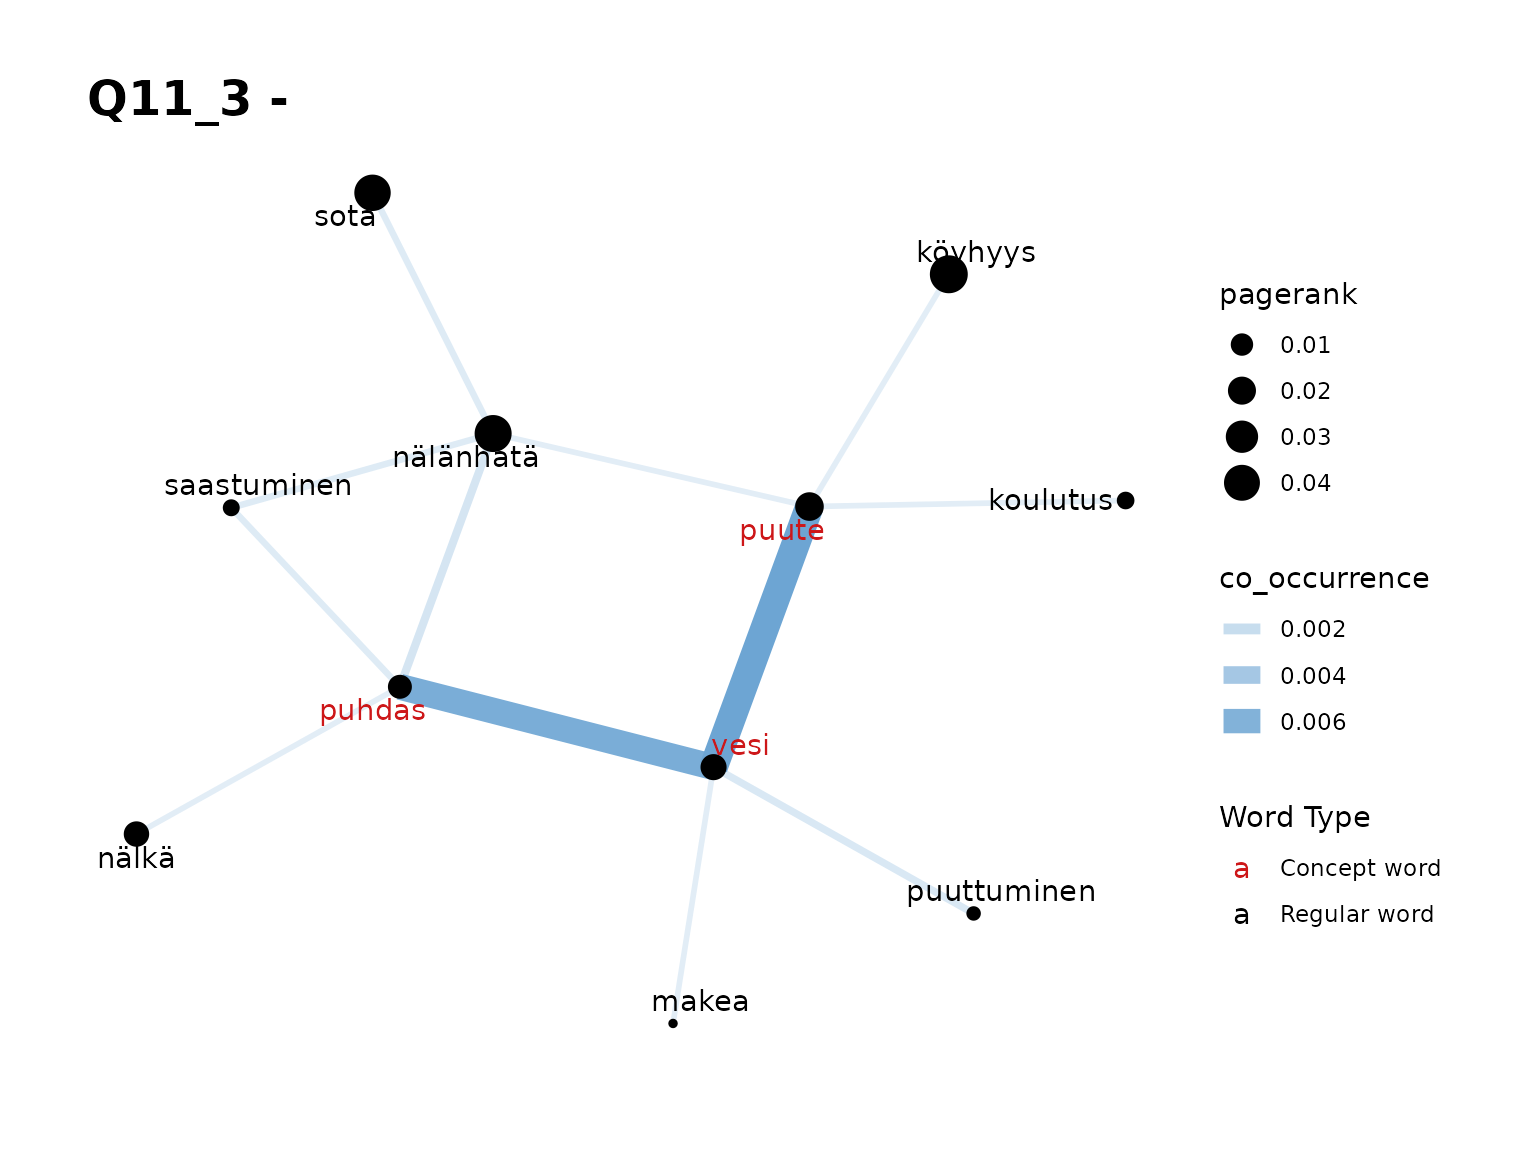 Q11_3 -
sota
köyhyys
nälänhätä
saastuminen
puute
koulutus
puhdas
vesi
nälkä
puuttuminen
makea
pagerank
0.01
0.02
0.03
0.04
co_occurrence
0.002
0.004
0.006
Word Type
a Concept word
a Regular word